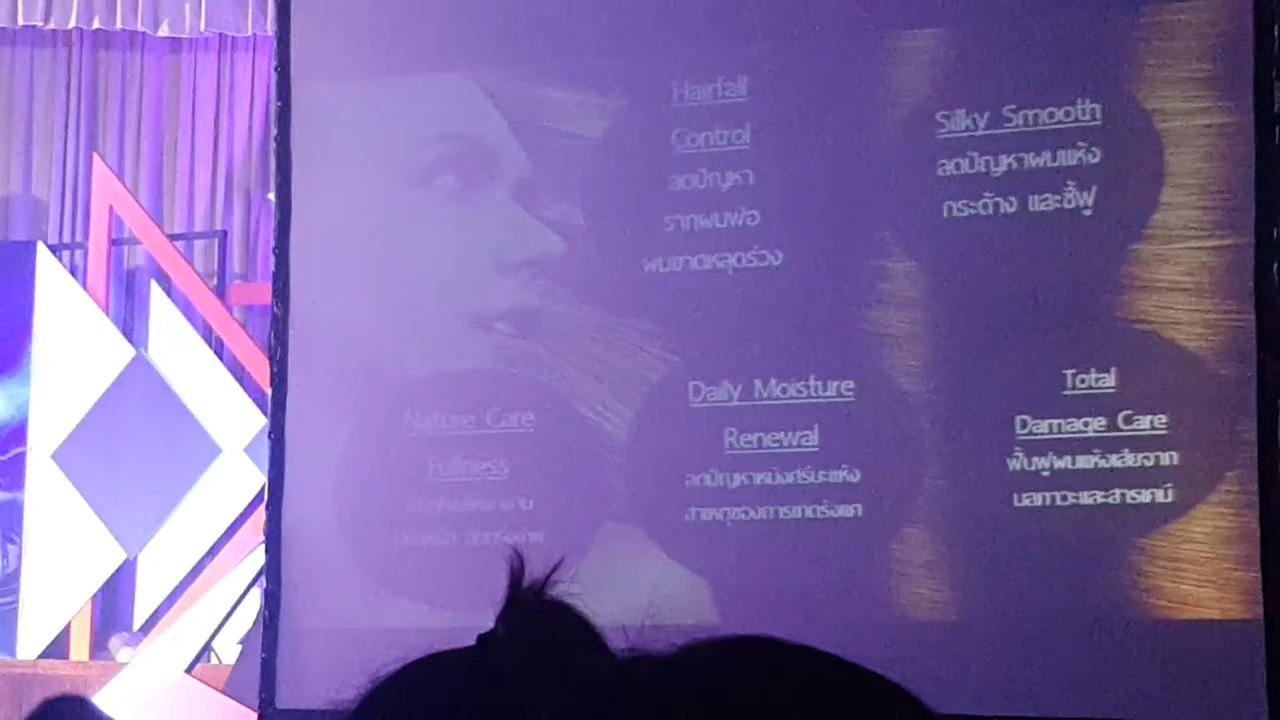 Hairfall
Control
ลดปัญหา
รากผมฝ่อ
ผมขาดหลุดร่วง
Silky Smooth
ลดปัญหาผมแห้ง
กระด้าง และชี้ฟู
Nature Care
Fullness
Daily Moisture
Renewal
ลดปัญหาหนังศรีษะแห้ง
สาเหตุของการเกิดรังแค
Total
Damage Care
ฟื้นฟูผมแห้งเสียจาก
มลภาวะและสารเคมี